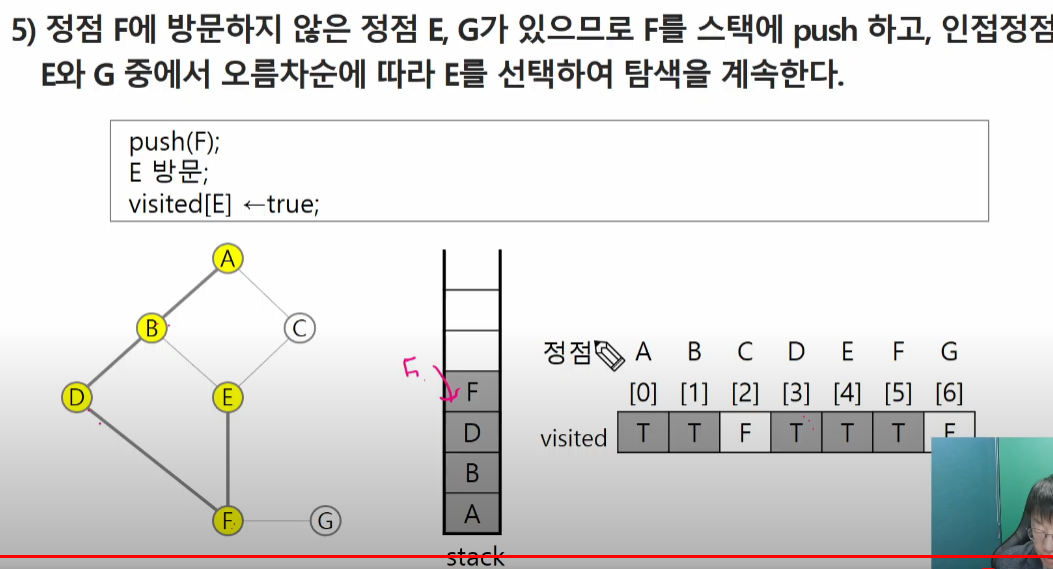 5) 정점 F에 방문하지 않은 정점 E, G가 있으므로 F를 스택에 push 하고, 인접정점
E와 G 중에서 오름차순에 따라 E를 선택하여 탐색을 계속한다.
push(F);
E 방문;
visited[E] ←true;
A
B
C
D
E
F
G
F
D
B
A
stack
정점 A B C D E F G
[0] [1] [2] [3] [4] [5] [6]
visited T T F T T T F